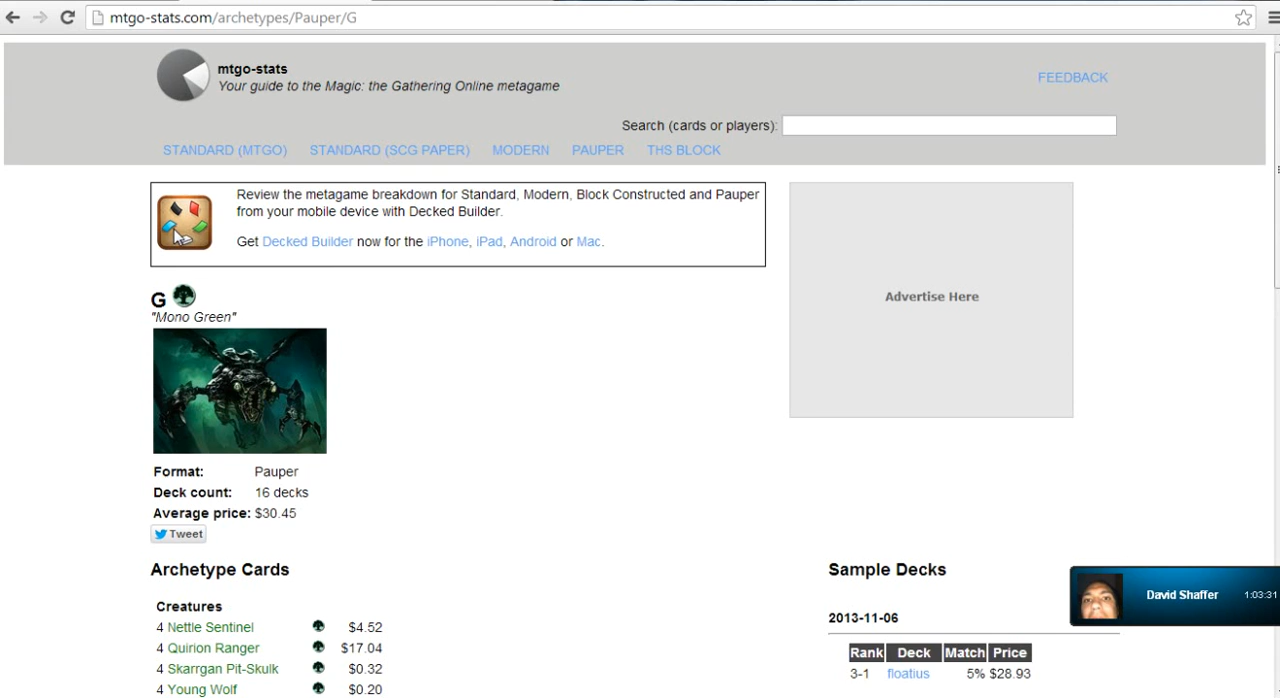 mtgo-stats.com/archetypes/Pauper/G
mtgo-stats
Your guide to the Magic: the Gathering Online metagame
FEEDBACK
Search (cards or players):
STANDARD (MTGO) STANDARD (SCG PAPER) MODERN PAUPER THS BLOCK
Review the metagame breakdown for Standard, Modern, Block Constructed and Pauper
from your mobile device with Decked Builder.
Get Decked Builder now for the iPhone, iPad, Android or Mac.
Advertise Here
G
"Mono Green"
Format: Pauper
Deck count: 16 decks
Average price: $30.45
Tweet
Archetype Cards
Creatures
4 Nettle Sentinel $4.52
4 Quirion Ranger $17.04
4 Skarrgan Pit-Skulk $0.32
4 Young Wolf $0.20
Sample Decks
2013-11-06
Rank Deck Match Price
3-1 floatius 5% $28.93
David Shaffer 1:03:31